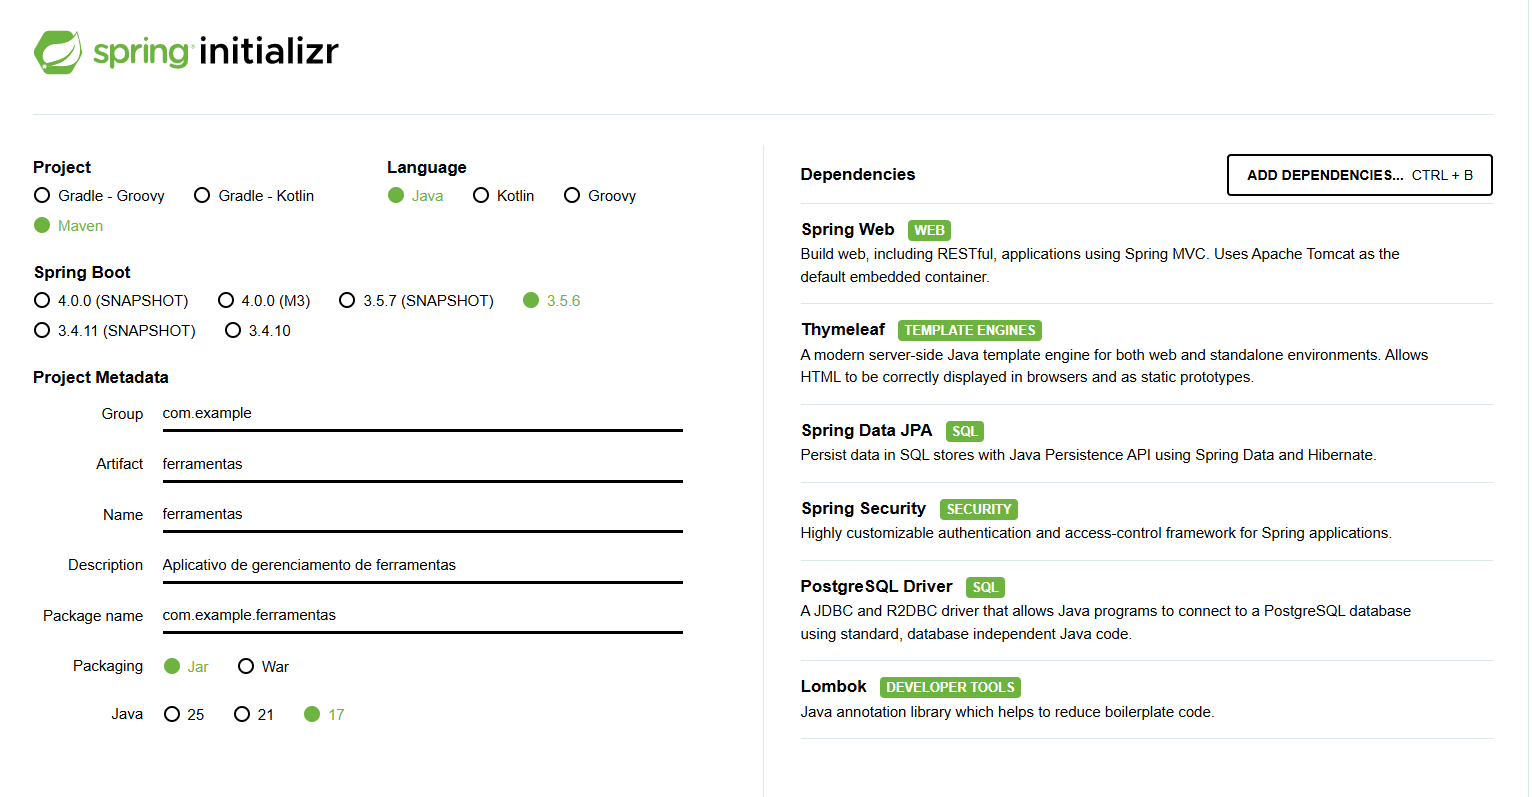 spring initializr
Project
Gradle - Groovy Gradle - Kotlin
Maven
Language
Java Kotlin Groovy
Spring Boot
4.0.0 (SNAPSHOT) 4.0.0 (M3) 3.5.7 (SNAPSHOT) 3.5.6
3.4.11 (SNAPSHOT) 3.4.10
Project Metadata
Group com.example
Artifact ferramentas
Name ferramentas
Description Aplicativo de gerenciamento de ferramentas
Package name com.example.ferramentas
Packaging Jar War
Java 25 21 17
Dependencies
ADD DEPENDENCIES... CTRL + B
Spring Web WEB
Build web, including RESTful, applications using Spring MVC. Uses Apache Tomcat as the
default embedded container.
Thymeleaf TEMPLATE ENGINES
A modern server-side Java template engine for both web and standalone environments. Allows
HTML to be correctly displayed in browsers and as static prototypes.
Spring Data JPA SQL
Persist data in SQL stores with Java Persistence API using Spring Data and Hibernate.
Spring Security SECURITY
Highly customizable authentication and access-control framework for Spring applications.
PostgreSQL Driver SQL
A JDBC and R2DBC driver that allows Java programs to connect to a PostgreSQL database
using standard, database independent Java code.
Lombok DEVELOPER TOOLS
Java annotation library which helps to reduce boilerplate code.